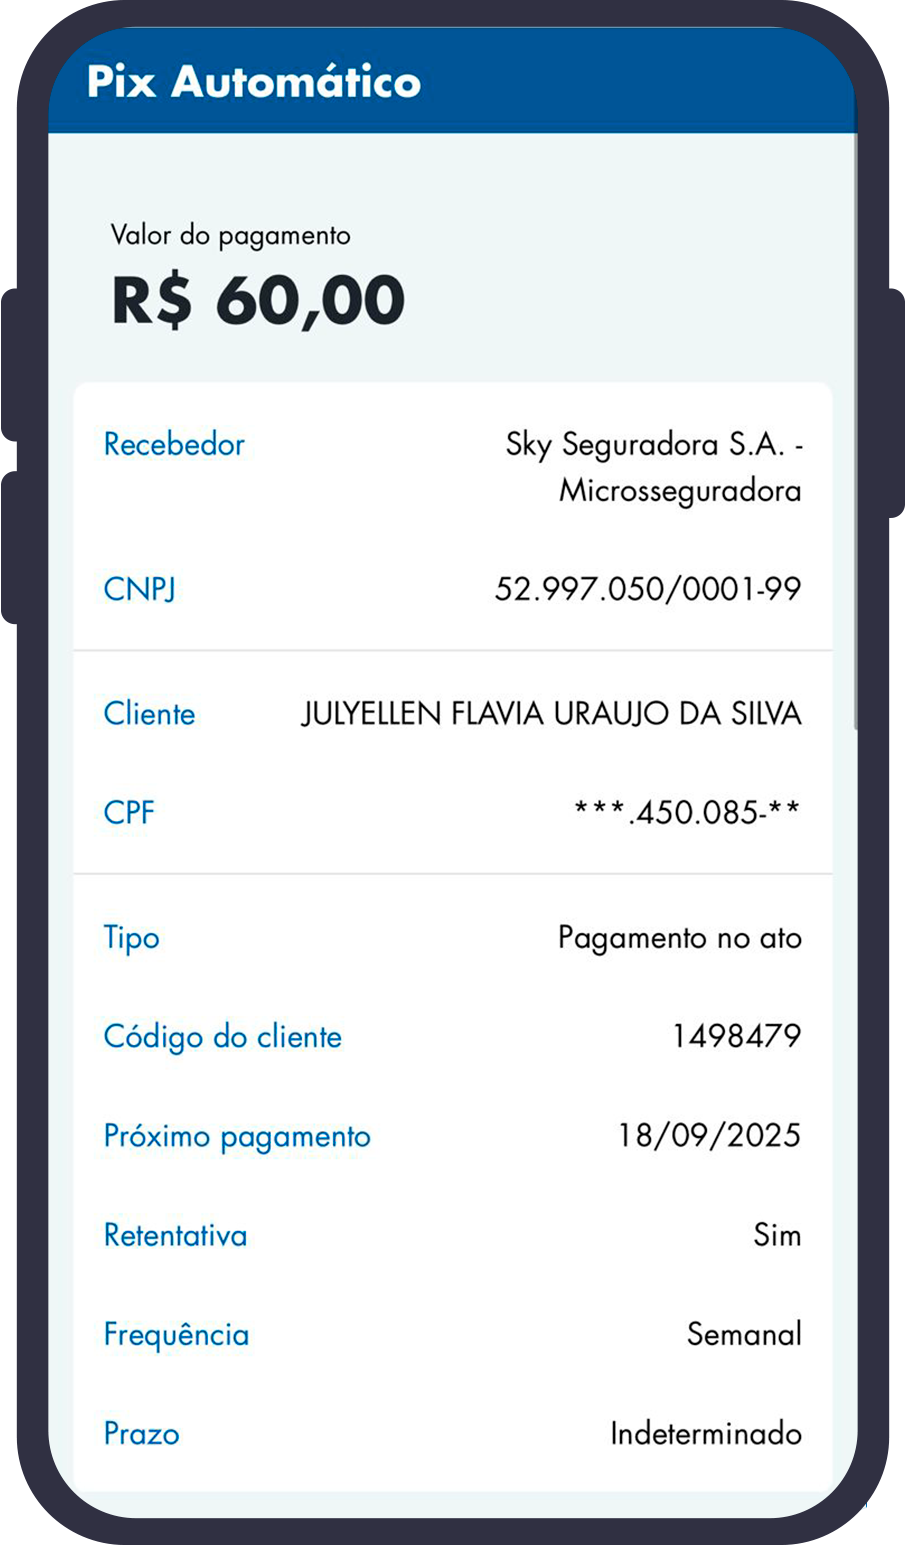 Pix Automático
Valor do pagamento
R$ 60,00
Recebedor Sky Seguradora S.A. -
Microsseguradora
CNPJ 52.997.050/0001-99
Cliente JULYELLEN FLAVIA URAUJO DA SILVA
CPF ***.450.085-**
Tipo Pagamento no ato
Código do cliente 1498479
Próximo pagamento 18/09/2025
Retentativa Sim
Frequência Semanal
Prazo Indeterminado